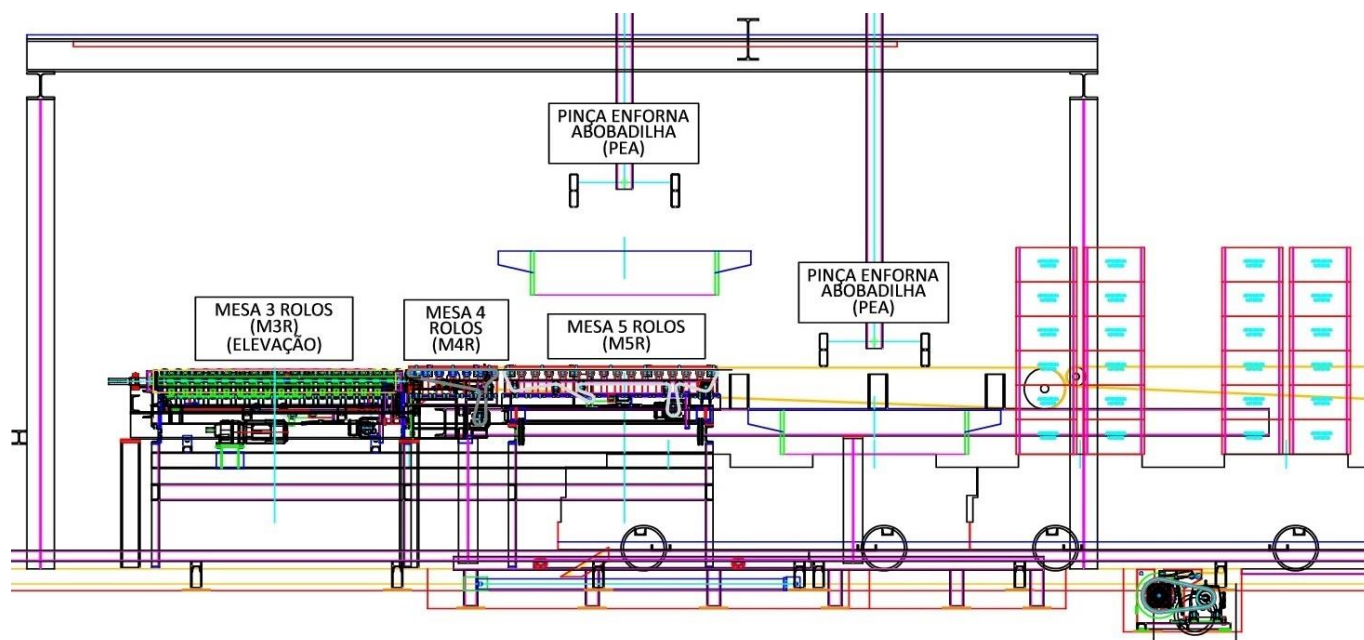 PINÇA ENFORNA
ABOBADILHA
(PEA)
PINÇA ENFORNA
ABOBADILHA
(PEA)
MESA 3 ROLOS
(M3R)
(ELEVAÇÃO)
MESA 4
ROLOS
(M4R)
MESA 5 ROLOS
(M5R)